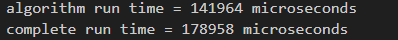 algorithm run time = 141964 microseconds
complete run time = 178958 microseconds